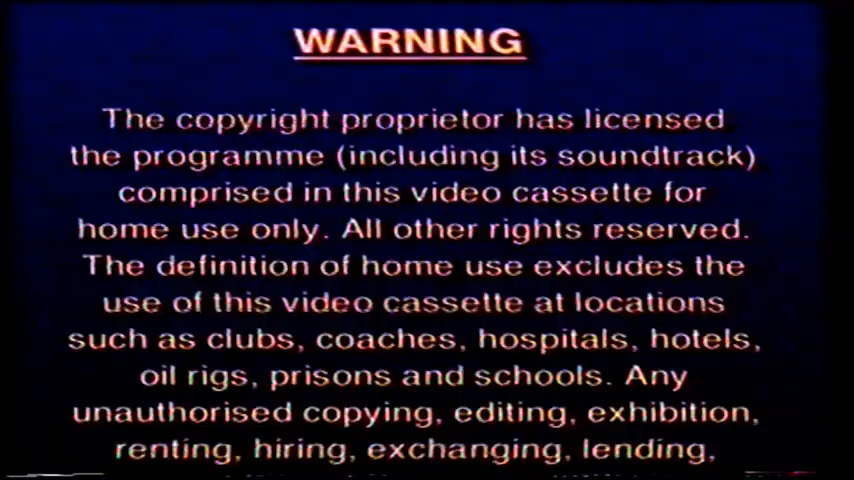 WARNING
The copyright proprietor has licensed
the programme (including its soundtrack)
comprised in this video cassette for
home use only. All other rights reserved.
The definition of home use excludes the
use of this video cassette at locations
such as clubs, coaches, hospitals, hotels,
oil rigs, prisons and schools. Any
unauthorised copying, editing, exhibition,
renting, hiring, exchanging, lending,